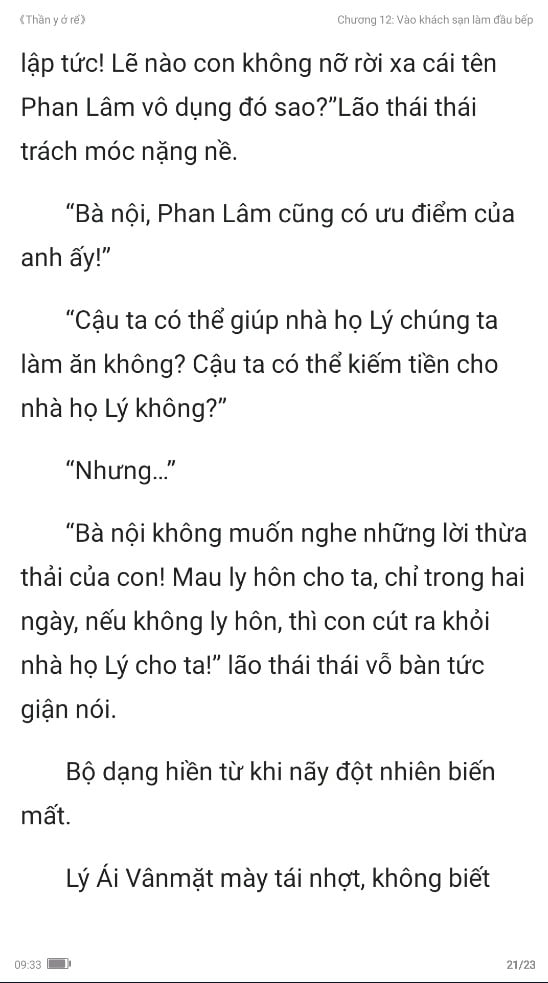 《Thần y ở rể》 Chương 12: Vào khách sạn làm đầu bếp
lập tức! Lẽ nào con không nỡ rời xa cái tên
Phan Lâm vô dụng đó sao?”Lão thái thái
trách móc nặng nề.
“Bà nội, Phan Lâm cũng có ưu điểm của
anh ấy!”
“Cậu ta có thể giúp nhà họ Lý chúng ta
làm ăn không? Cậu ta có thể kiếm tiền cho
nhà họ Lý không?”
“Nhưng...”
“Bà nội không muốn nghe những lời thừa
thải của con! Mau ly hôn cho ta, chỉ trong hai
ngày, nếu không ly hôn, thì con cút ra khỏi
nhà họ Lý cho ta!” lão thái thái vỗ bàn tức
giận nói.
Bộ dạng hiền từ khi nãy đột nhiên biến
mất.
Lý Ái Vânmặt mày tái nhợt, không biết
09:33 21/23